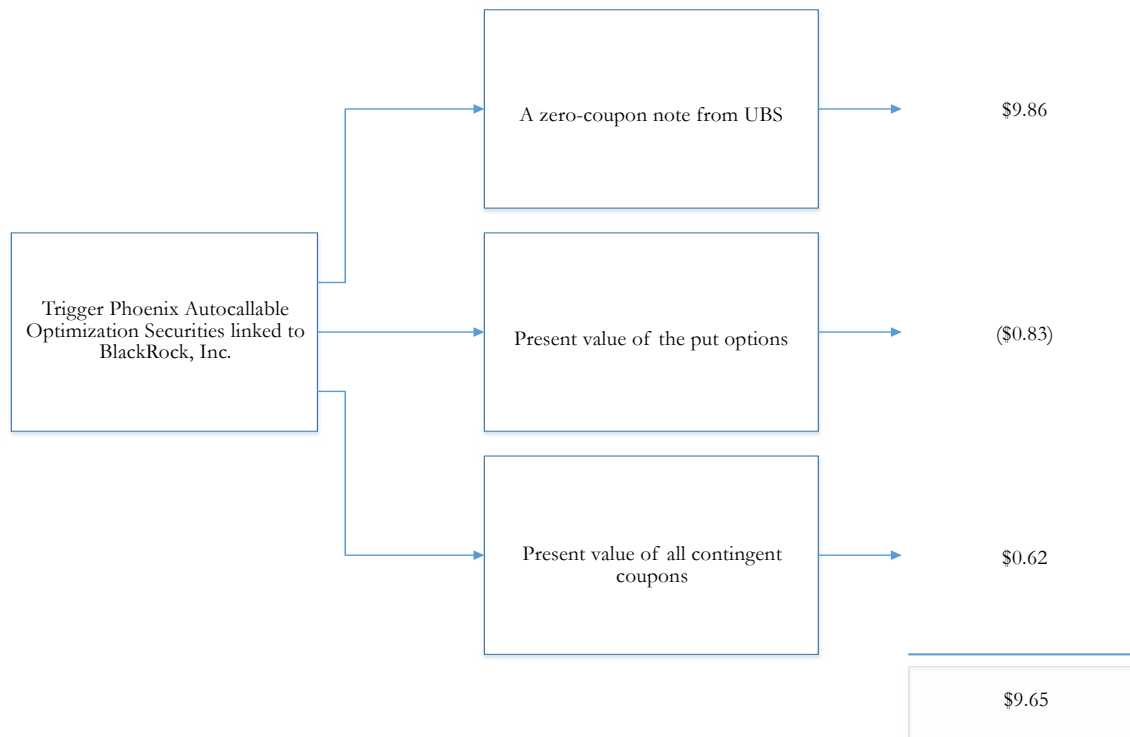 A zero-coupon note from UBS
$9.86
Trigger Phoenix Autocallable
Optimization Securities linked to
BlackRock, Inc.
Present value of the put options
($0.83)
Present value of all contingent
coupons
$0.62
$9.65